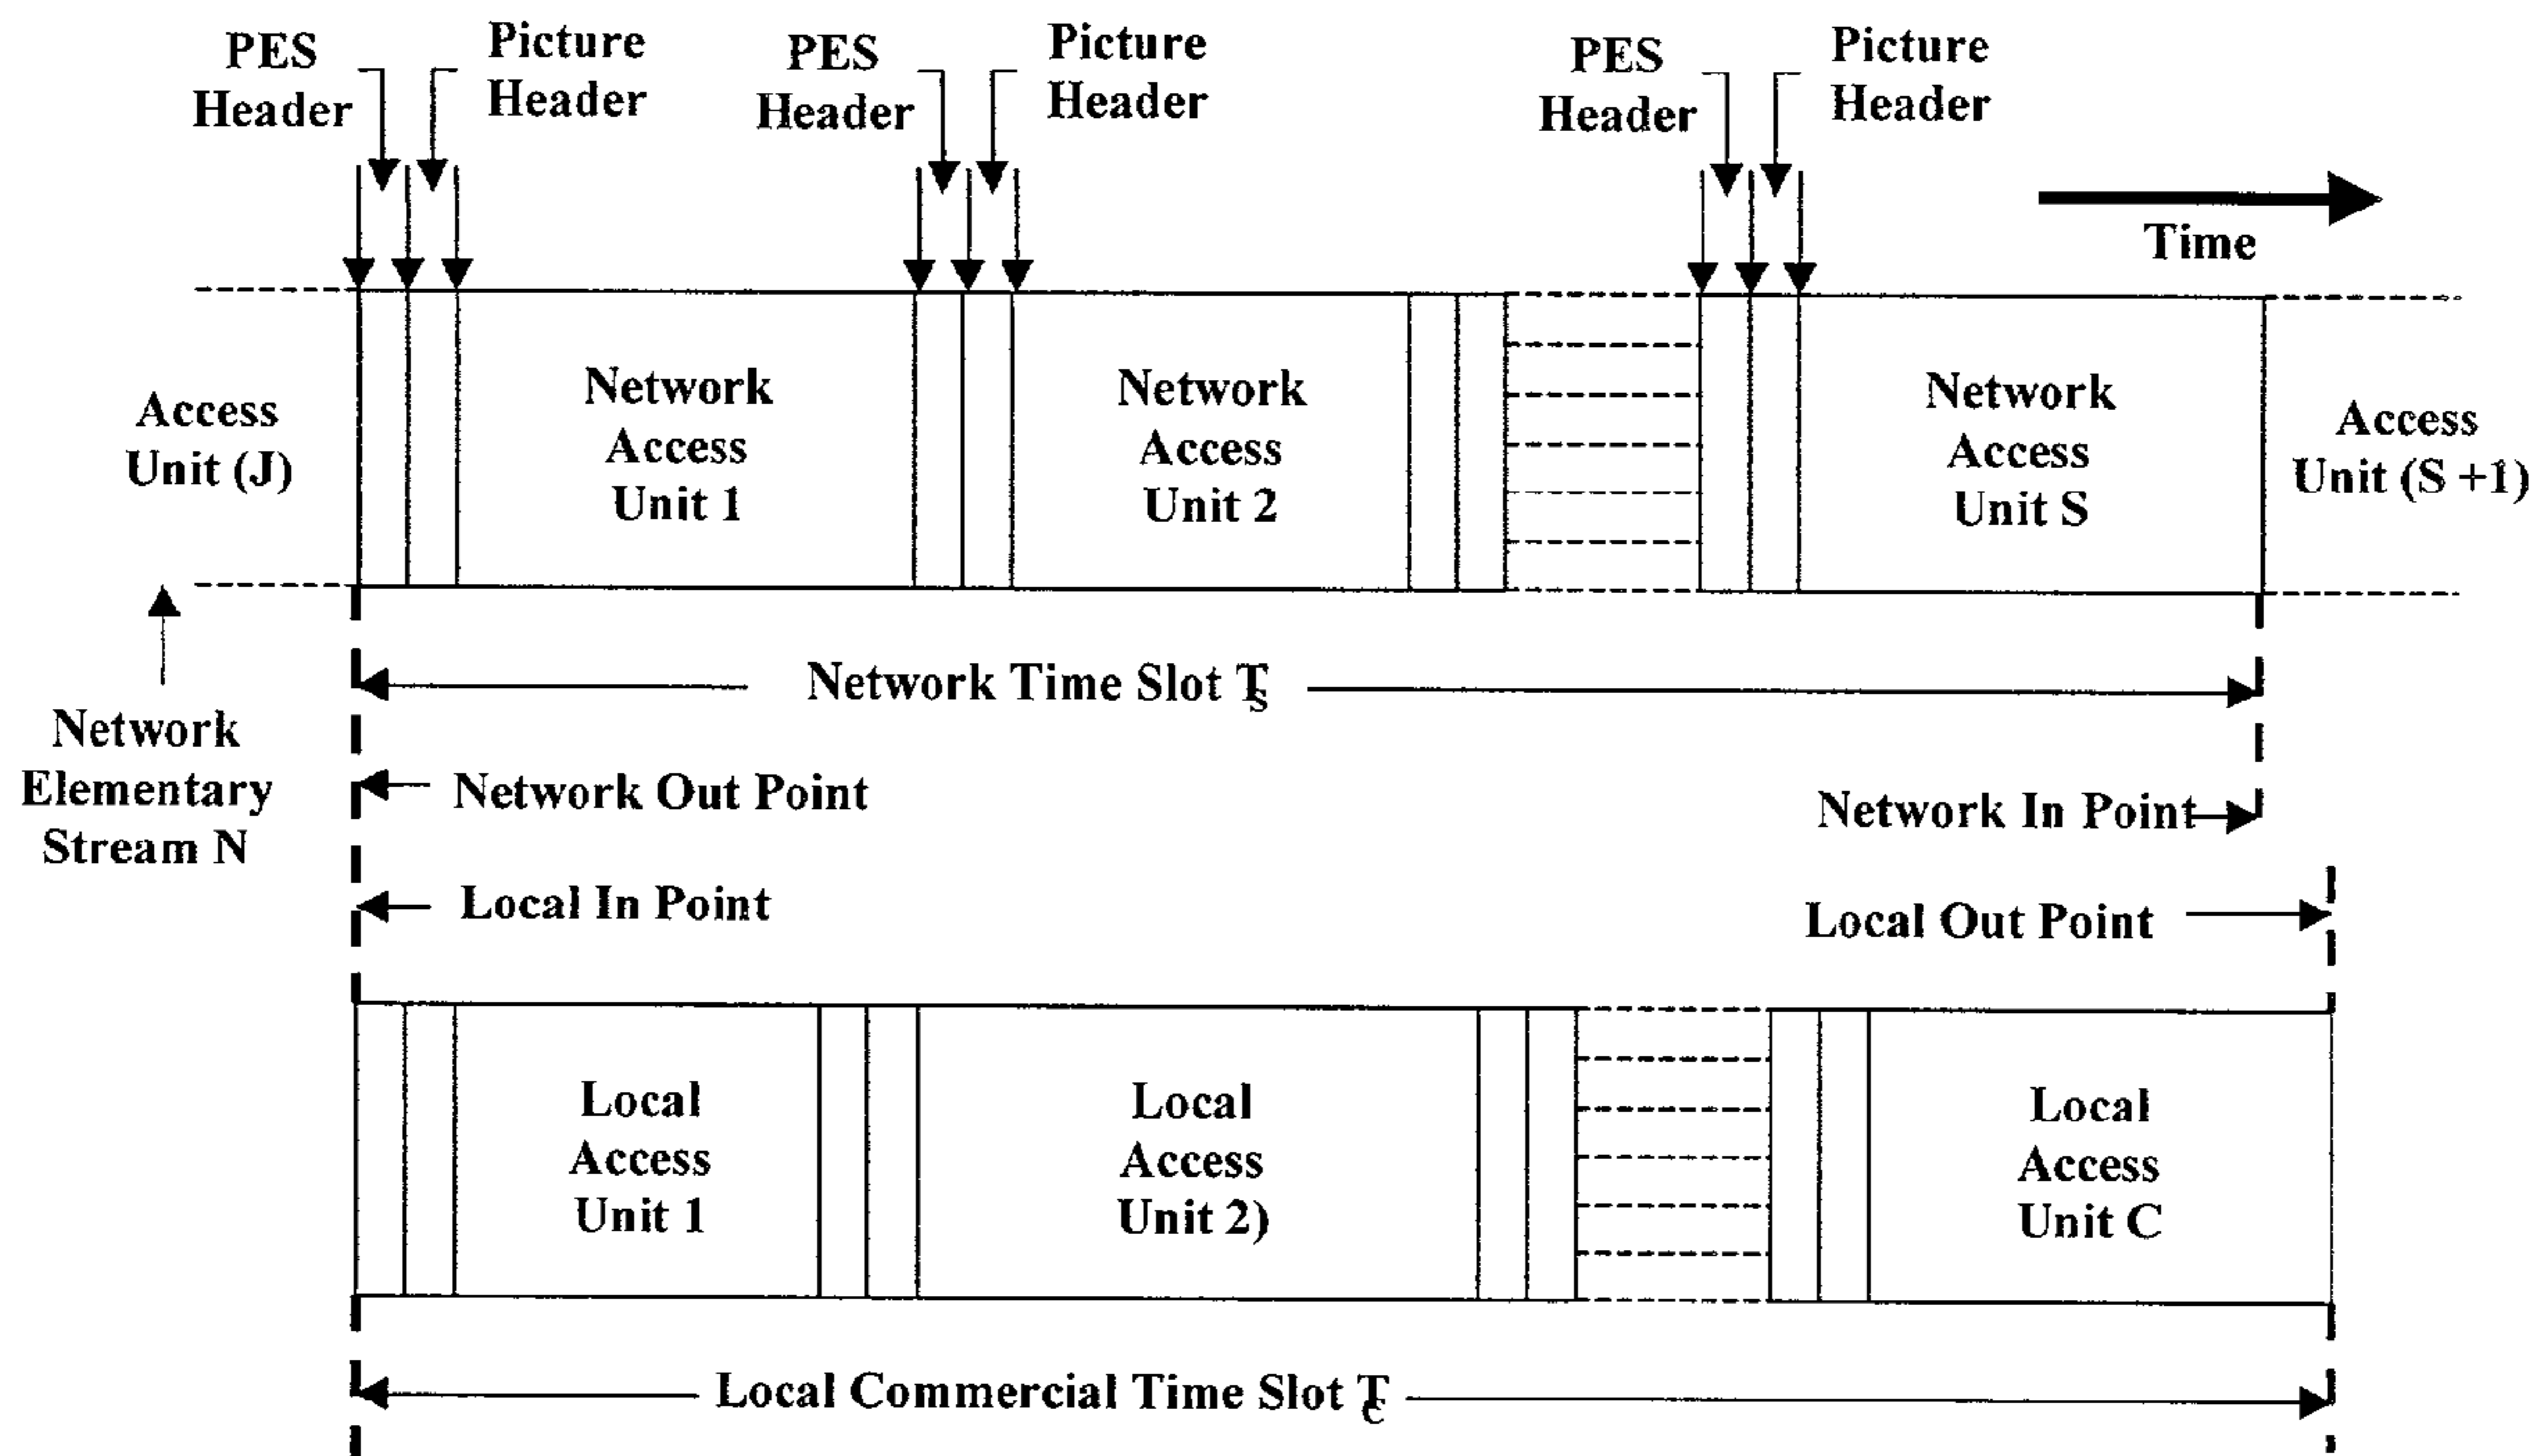 PES
Header
Picture
Header
PES
Header
Picture
Header
PES
Header
Picture
Header
Time
Access
Unit (J)
Network
Access
Unit 1
Network
Access
Unit 2
Network
Access
Unit S
Access
Unit (S +1)
Network Time Slot Ts
Network
Elementary
Stream N
Network Out Point
Network In Point
Local In Point
Local Out Point
Local
Access
Unit 1
Local
Access
Unit 2)
Local
Access
Unit C
Local Commercial Time Slot Tc